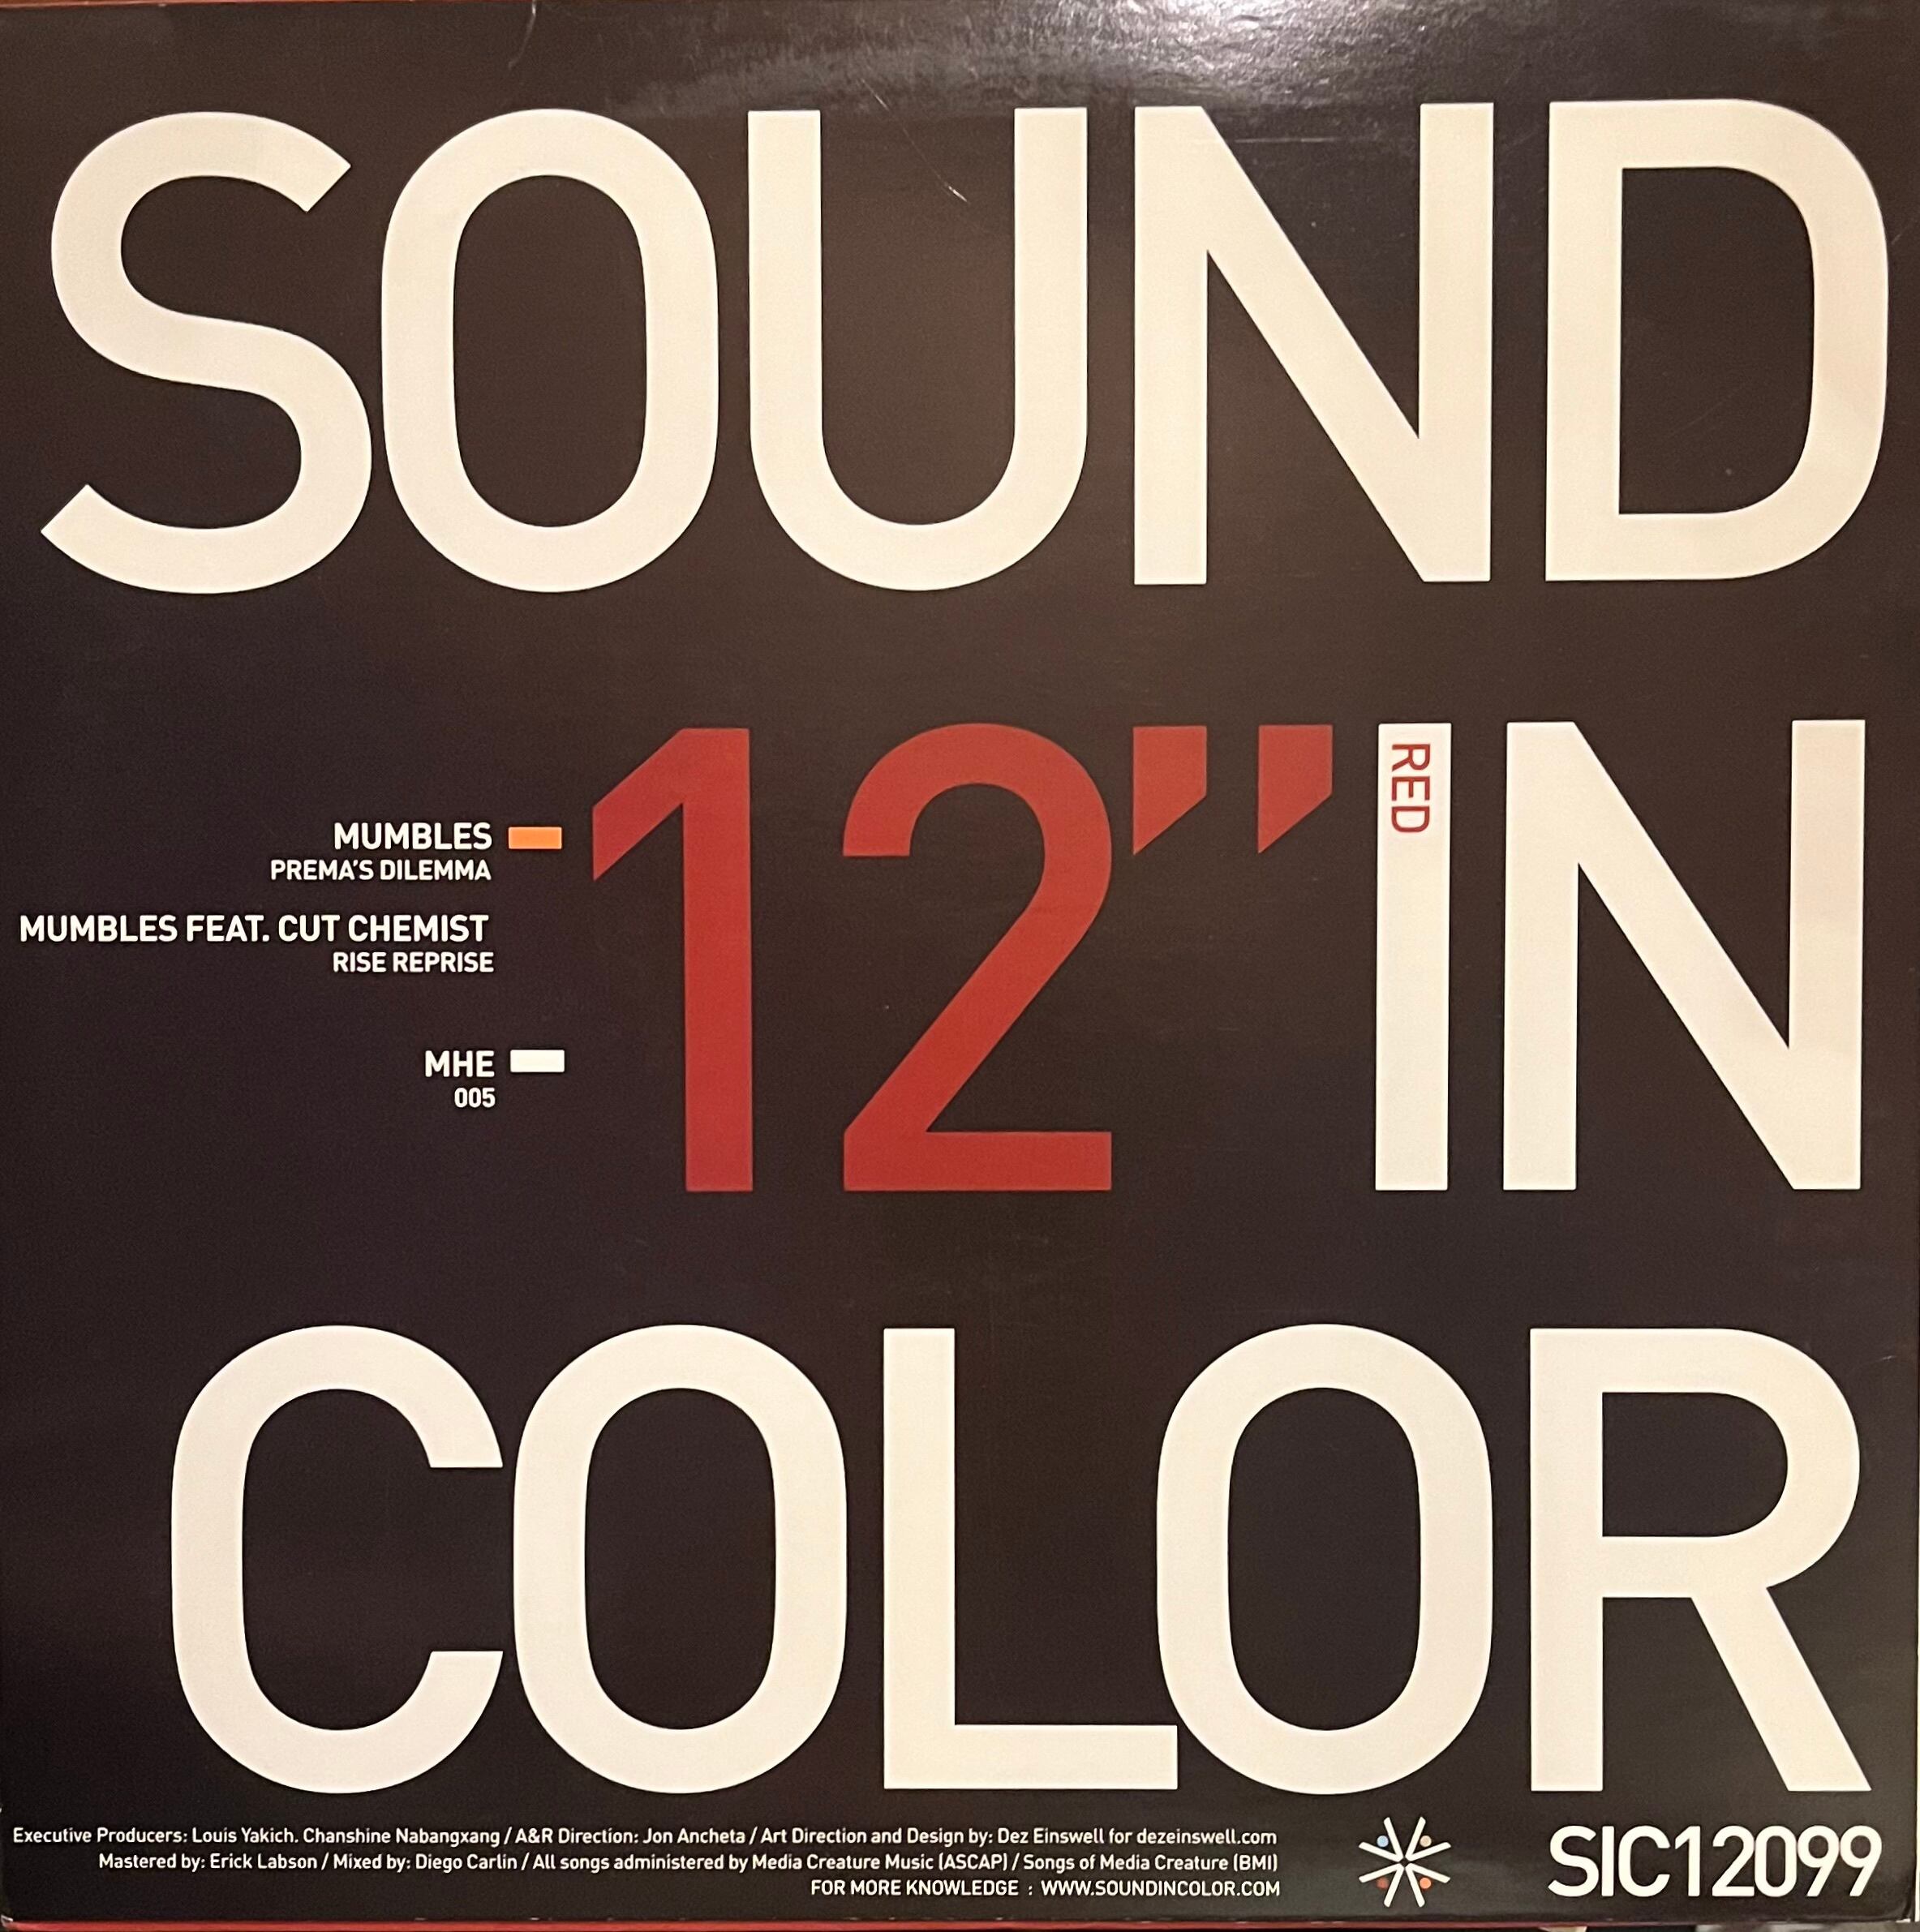 SOUND
12" IN
RED
MUMBLES
PREMA'S DILEMMA
MUMBLES FEAT. CUT CHEMIST
RISE REPRISE
MHE
005
COLOR
Executive Producers: Louis Yakich. Chanshine Nabangxang / A&R Direction: Jon Ancheta / Art Direction and Design by: Dez Einswell for dezeinswell.com
Mastered by: Erick Labson / Mixed by: Diego Carlin / All songs administered by Media Creature Music (ASCAP) / Songs of Media Creature (BMI)
FOR MORE KNOWLEDGE : WWW.SOUNDINCOLOR.COM
SIC12099